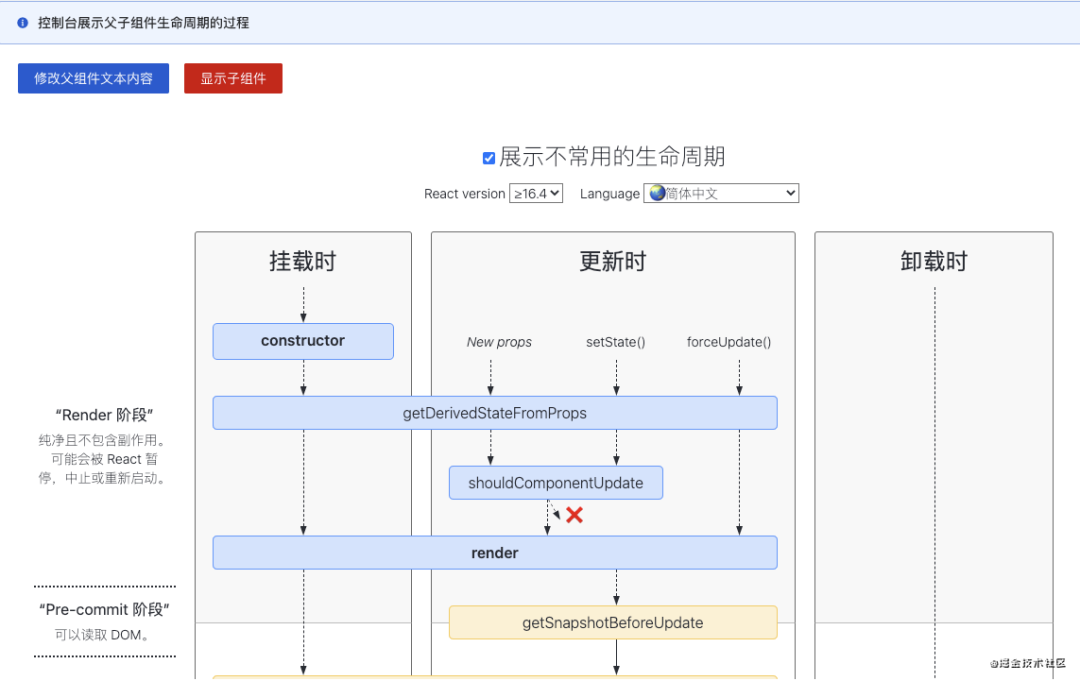 控制台展示父子组件生命周期的过程
修改父组件文本内容
显示子组件
展示不常用的生命周期
React version ≥16.4 Language 简体中文
挂载时
更新时
卸载时
constructor
New props
setState()
forceUpdate()
“Render 阶段”
纯净且不包含副作用。
可能会被 React 暂
停，中止或重新启动。
getDerivedStateFromProps
shouldComponentUpdate
render
“Pre-commit 阶段”
可以读取 DOM。
getSnapshotBeforeUpdate
@掘金技术社区